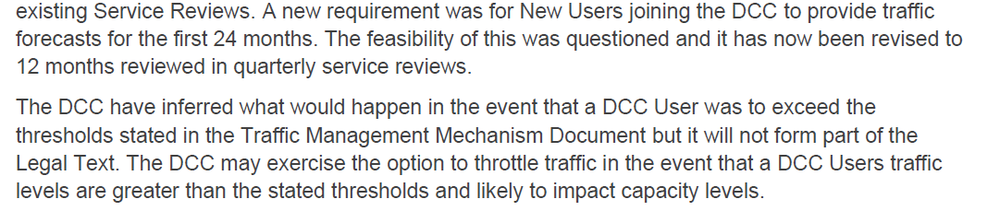 existing Service Reviews. A new requirement was for New Users joining the DCC to provide traffic
forecasts for the first 24 months. The feasibility of this was questioned and it has now been revised to
12 months reviewed in quarterly service reviews.
The DCC have inferred what would happen in the event that a DCC User was to exceed the
thresholds stated in the Traffic Management Mechanism Document but it will not form part of the
Legal Text. The DCC may exercise the option to throttle traffic in the event that a DCC Users traffic
levels are greater than the stated thresholds and likely to impact capacity levels.